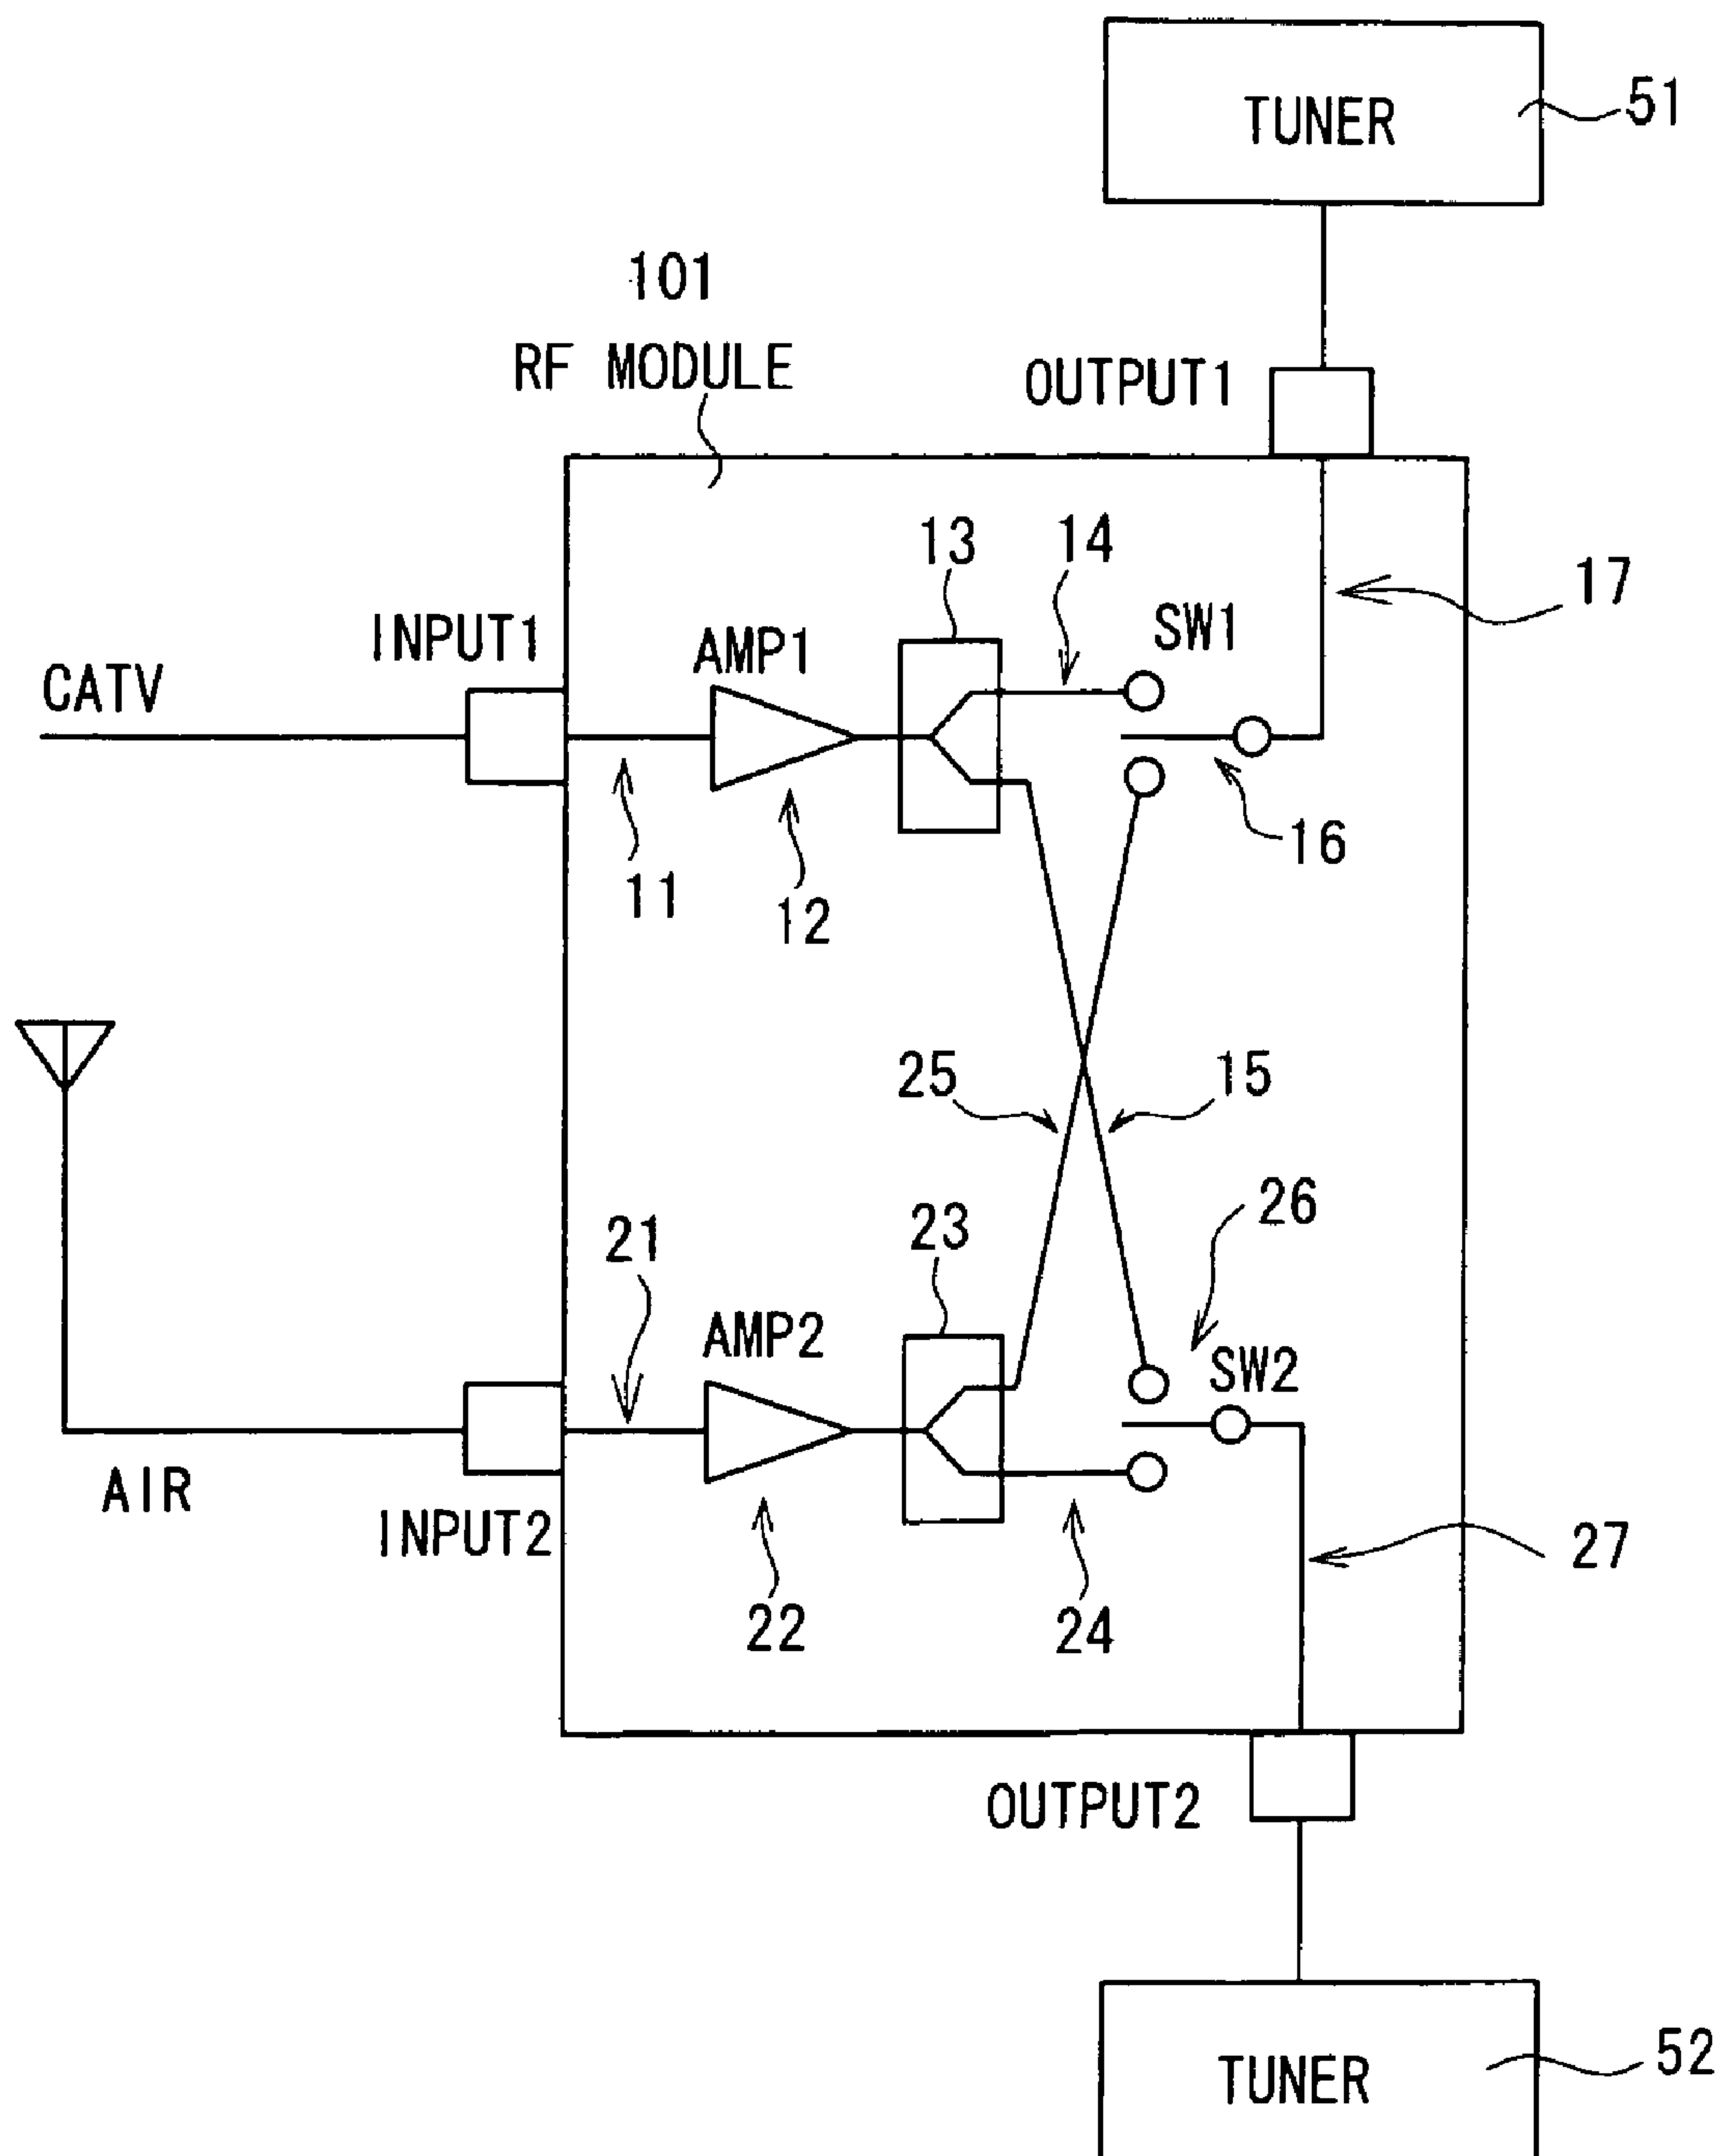 TUNER
51
101
RF MODULE
OUTPUT1
13
14
17
SW1
INPUT1
AMP1
CATV
16
11
12
25
15
26
23
21
AMP2
SW2
AIR
INPUT2
27
22
24
OUTPUT2
TUNER
52